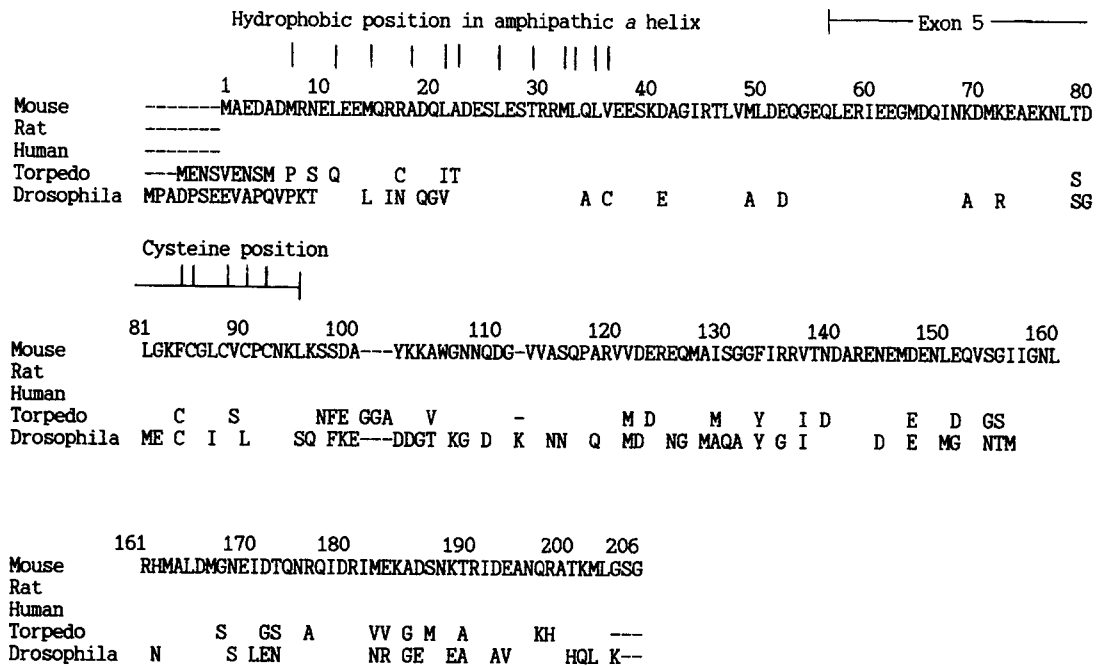 Hydrophobic position in amphipathic a helix
Exon 5
1 10 20 30 40 50 60 70 80
Mouse -------MAEDADMRNELEEMQRRADQLADESLESTRRMLQLVEESKDAGIRTLVMLDEQGEQLERIEEGMDQINKDMKEAEKNLTD
Rat -------
Human -------
Torpedo ---MENSVENSM P S Q C IT S
Drosophila MPADPSEEVAPQVPKT L IN QGV A C E A D A R SG
Cysteine position
81 90 100 110 120 130 140 150 160
Mouse LGKFCGLCVCPCNKLKSSDA---YKKAWGNNQDG-VVASQPARVVDEREQMAISGGFIRRVTNDARENEMDENLEQVSGIIGNL
Rat
Human
Torpedo C S NFE GGA V - M D M Y I D E D GS
Drosophila ME C I L SQ FKE---DDGT KG D K NN Q MD NG MAQA Y G I D E MG NTM
161 170 180 190 200 206
Mouse RHMALDMGNEIDTQNRQIDRIMEKADSNKTRIDEANQRATKMLGSG
Rat
Human
Torpedo S GS A VV G M A KH ---
Drosophila N S LEN NR GE EA AV HQL K--